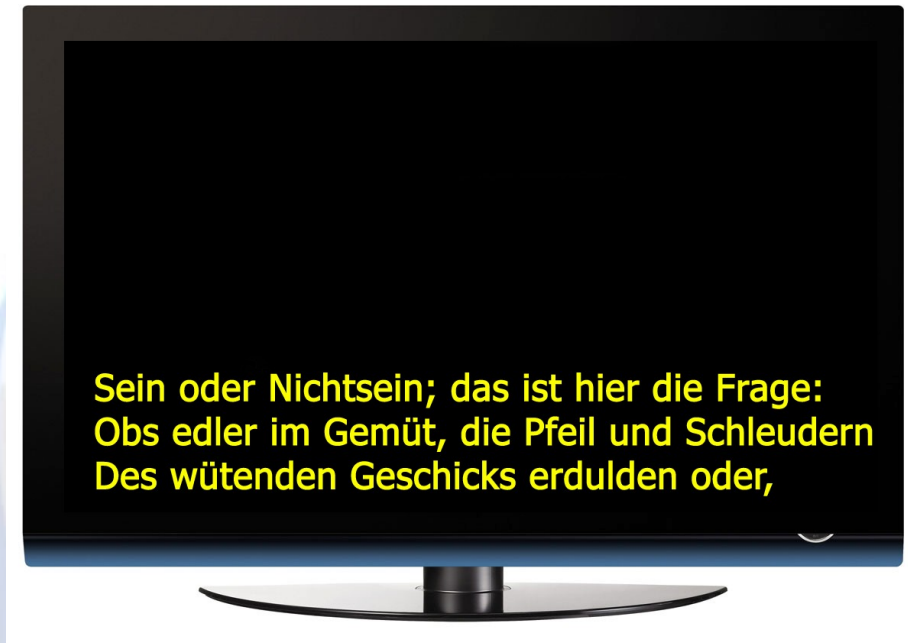 Sein oder Nichtsein; das ist hier die Frage:
Obs edler im Gemüt, die Pfeil und Schleudern
Des wütenden Geschicks erdulden oder,